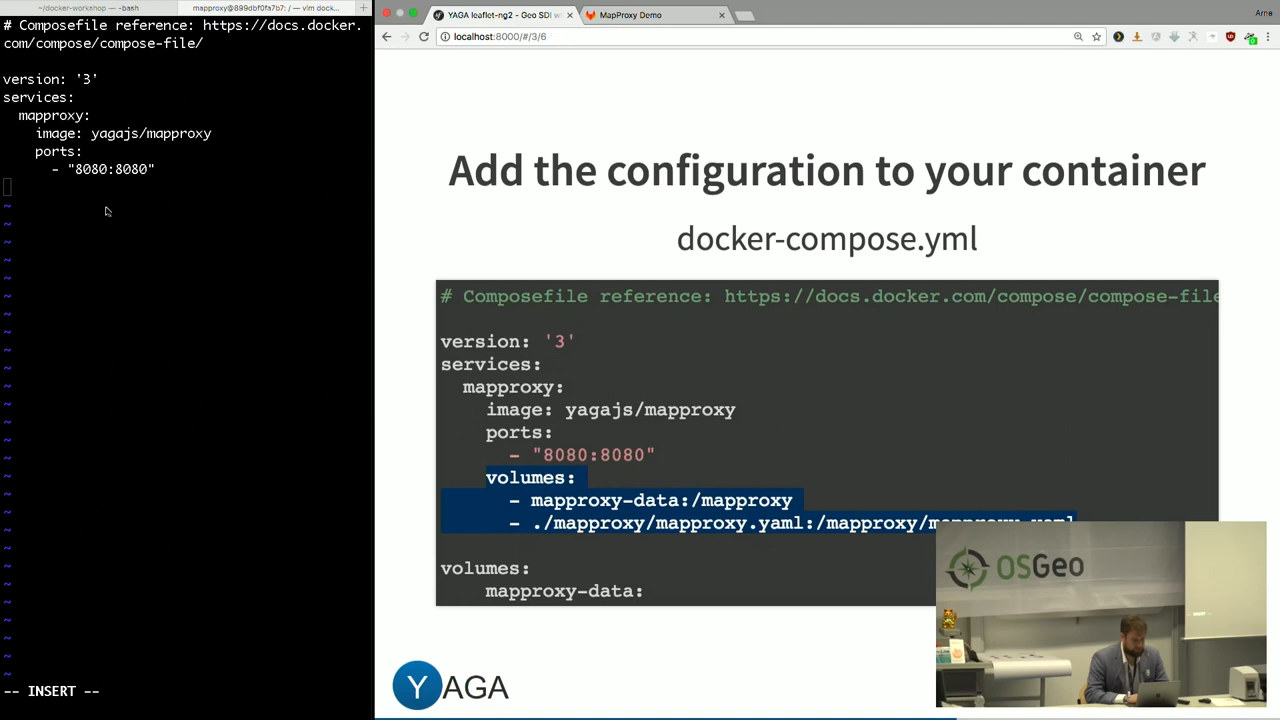 ~/docker-workshop — -bash
mapproxy@899dbf0fa7b7: / — vim dock...
+
# Composefile reference: https://docs.docker.
com/compose/compose-file/
version: '3'
services:
mapproxy:
image: yagajs/mapproxy
ports:
- "8080:8080"
-- INSERT --
YAGA leaflet-ng2 - Geo SDI wi
MapProxy Demo
Arne
localhost:8000/#/3/6
Add the configuration to your container
docker-compose.yml
# Composefile reference: https://docs.docker.com/compose/compose-file
version: '3'
services:
mapproxy:
image: yagajs/mapproxy
ports:
- "8080:8080"
volumes:
- mapproxy-data:/mapproxy
- ./mapproxy/mapproxy.yaml:/mapproxy/mapproxy.yaml
volumes:
mapproxy-data:
OSGeo
YAGA